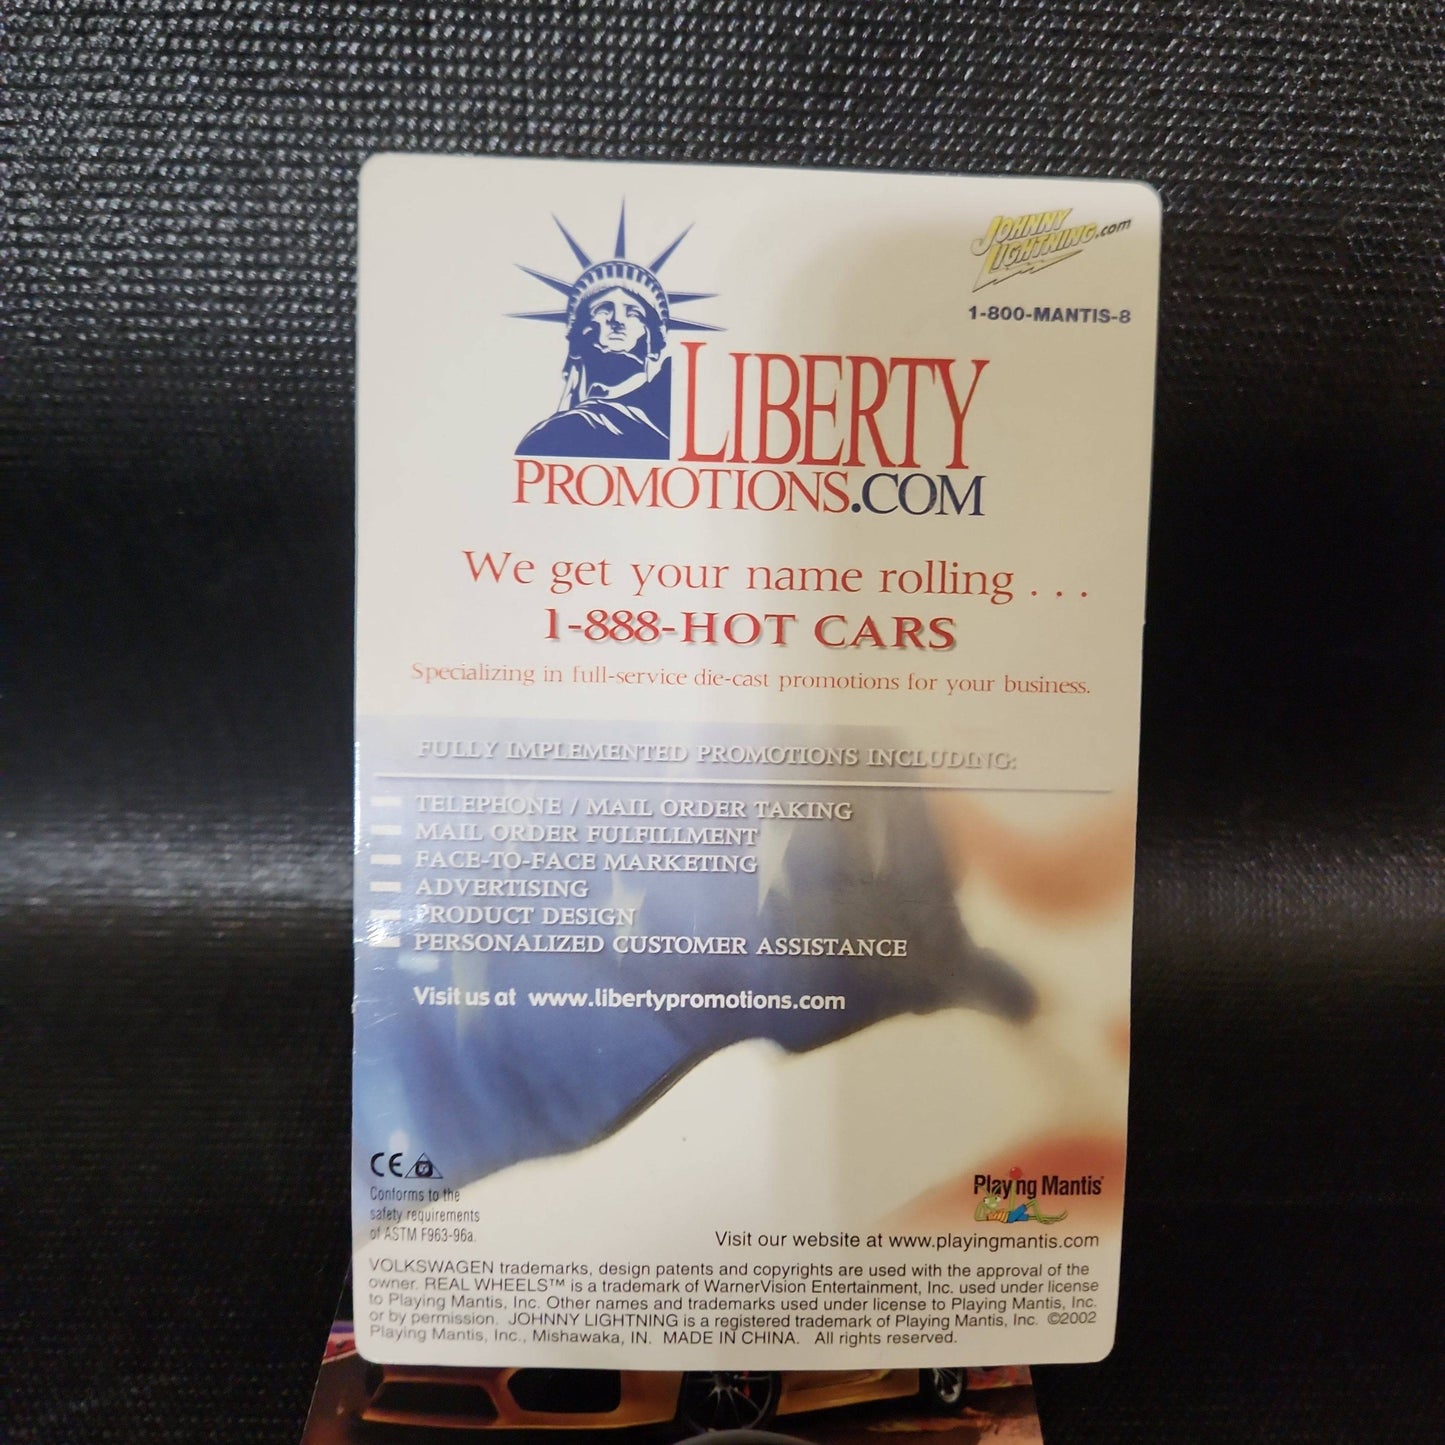 JOHNNY LIGHTNING.com
1-800-MANTIS-8
LIBERTY
PROMOTIONS.COM
We get your name rolling . . .
1-888-HOT CARS
Specializing in full-service die-cast promotions for your business.
FULLY IMPLEMENTED PROMOTIONS INCLUDING:
TELEPHONE / MAIL ORDER TAKING
MAIL ORDER FULFILLMENT
FACE-TO-FACE MARKETING
ADVERTISING
PRODUCT DESIGN
PERSONALIZED CUSTOMER ASSISTANCE
Visit us at www.libertypromotions.com
CE
Conforms to the
safety requirements
of ASTM F963-96a.
Playing Mantis
Visit our website at www.playingmantis.com
VOLKSWAGEN trademarks, design patents and copyrights are used with the approval of the
owner. REAL WHEELS™ is a trademark of WarnerVision Entertainment, Inc. used under license
to Playing Mantis, Inc. Other names and trademarks used under license to Playing Mantis, Inc.
or by permission. JOHNNY LIGHTNING is a registered trademark of Playing Mantis, Inc. ©2002
Playing Mantis, Inc., Mishawaka, IN. MADE IN CHINA. All rights reserved.